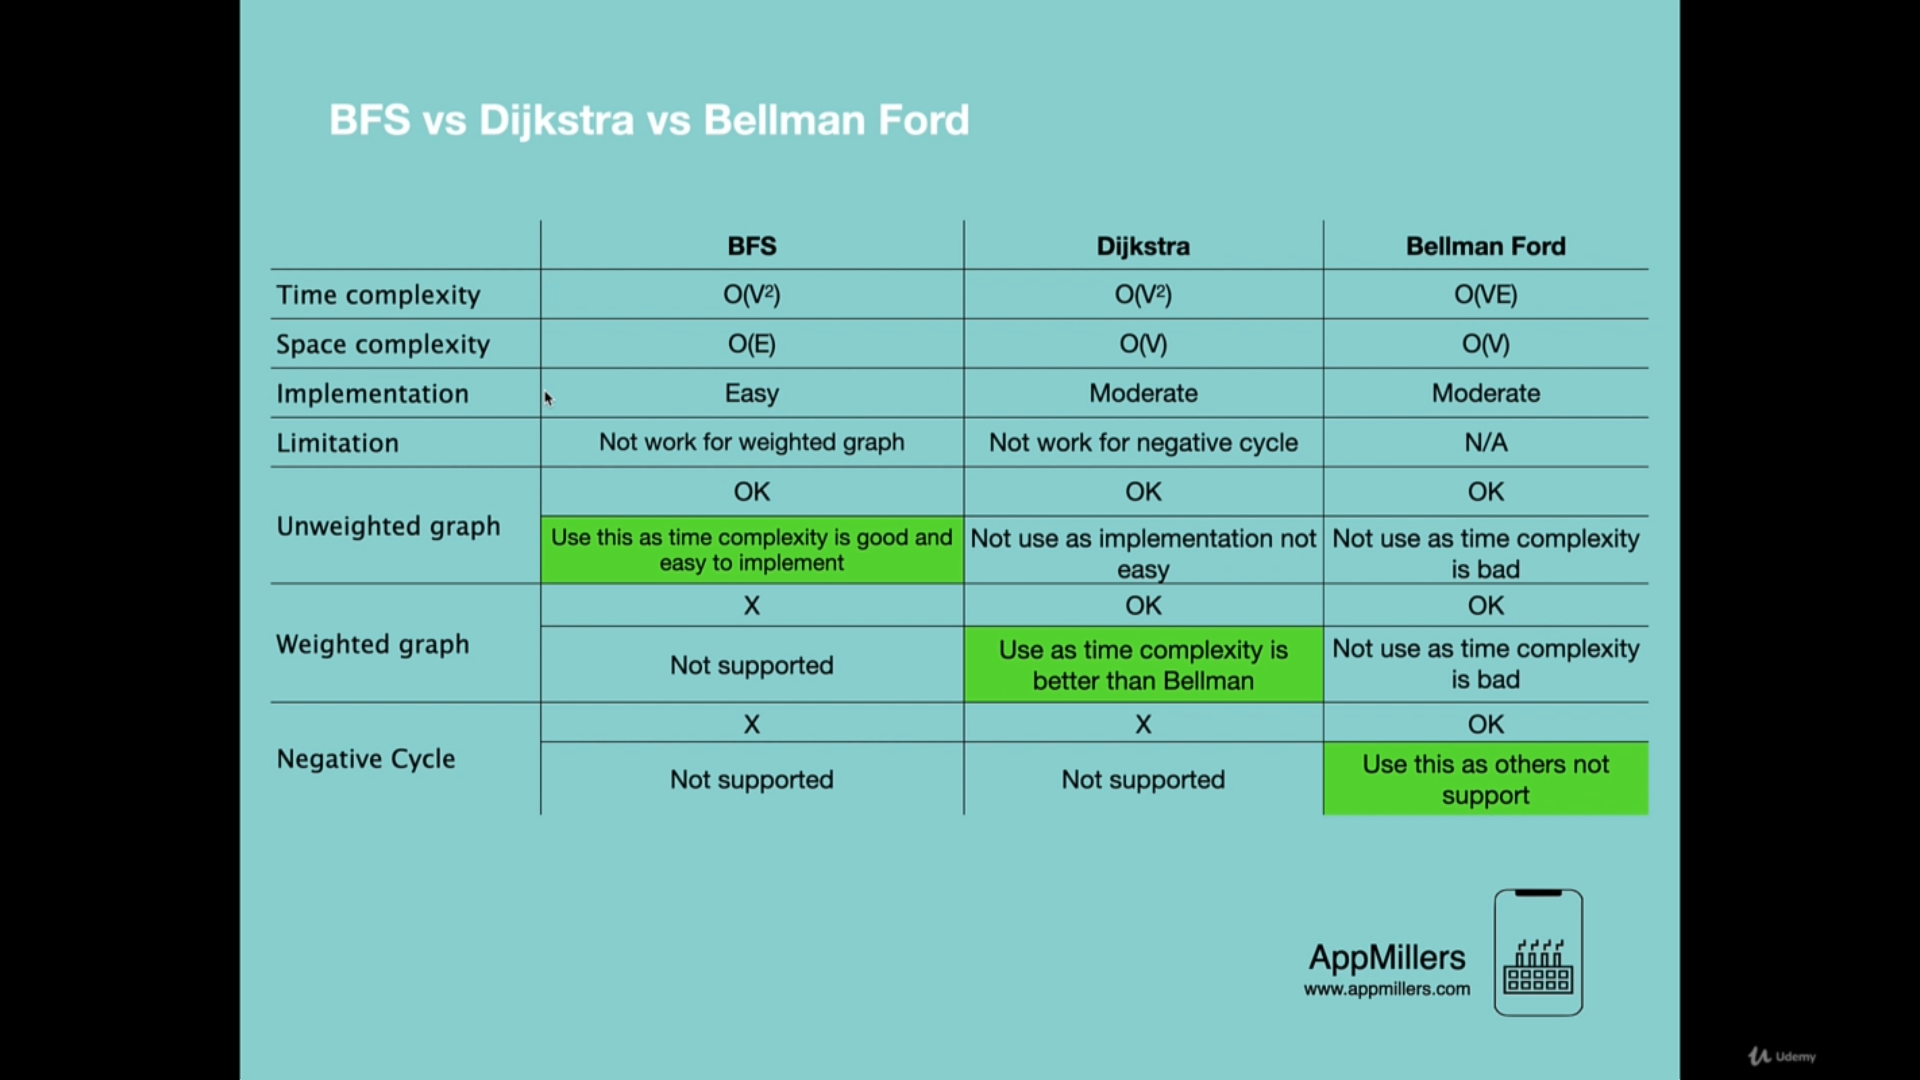 BFS vs Dijkstra vs Bellman Ford
BFS Dijkstra Bellman Ford
Time complexity O(V²) O(V²) O(VE)
Space complexity O(E) O(V) O(V)
Implementation Easy Moderate Moderate
Limitation Not work for weighted graph Not work for negative cycle N/A
Unweighted graph
OK OK OK
Use this as time complexity is good and
easy to implement
Not use as implementation not
easy
Not use as time complexity
is bad
Weighted graph
X OK OK
Not supported
Use as time complexity is
better than Bellman
Not use as time complexity
is bad
Negative Cycle
X X OK
Not supported
Not supported
Use this as others not
support
AppMillers
www.appmillers.com
Udemy